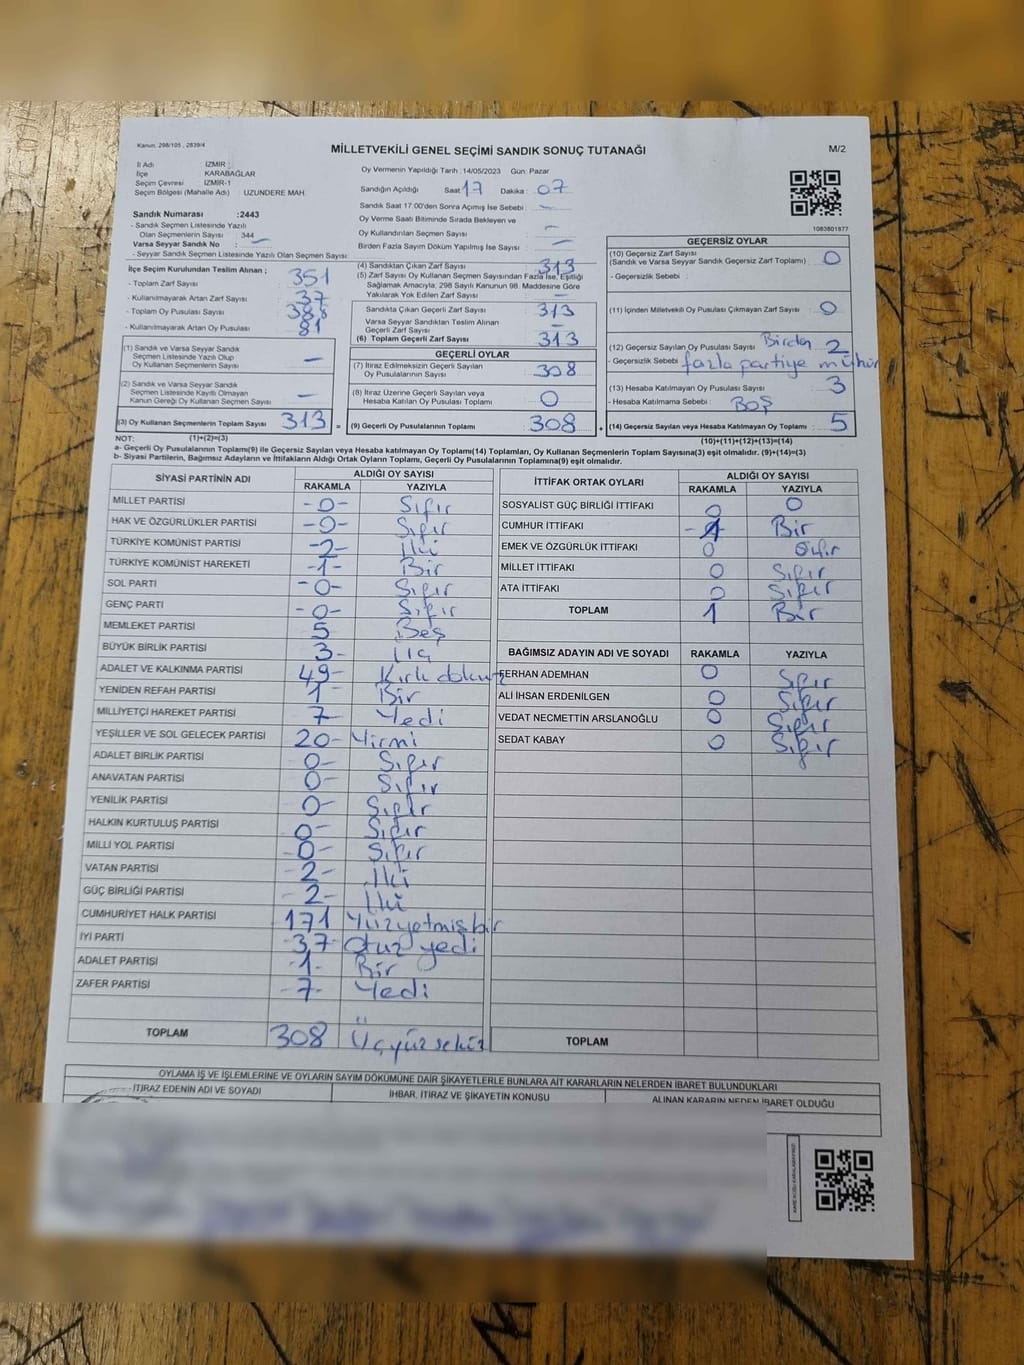 Kanun: 298/105 , 2839/4
MİLLETVEKİLİ GENEL SEÇİMİ SANDIK SONUÇ TUTANAĞI
M/2
İl Adı : İZMİR
İlçe : KARABAĞLAR
Seçim Çevresi : İZMİR-1
Seçim Bölgesi (Mahalle Adı) : UZUNDERE MAH.
Sandık Numarası :2443
- Sandık Seçmen Listesinde Yazılı
Olan Seçmenlerin Sayısı : 344
Varsa Seyyar Sandık No : -
- Seyyar Sandık Seçmen Listesinde Yazılı Olan Seçmen Sayısı
Oy Vermenin Yapıldığı Tarih :14/05/2023 Gün: Pazar
Sandığın Açıldığı Saat 17 Dakika : 07
Sandık Saat 17.00'den Sonra Açılmış İse Sebebi : -
Oy Verme Saati Bitiminde Sırada Bekleyen ve
Oy Kullandırılan Seçmen Sayısı : -
Birden Fazla Sayım Döküm Yapılmış İse Sayısı : -
1083801877
İlçe Seçim Kurulundan Teslim Alınan ;
- Toplam Zarf Sayısı : 351
- Kullanılmayarak Artan Zarf Sayısı : 37
- Toplam Oy Pusulası Sayısı : 388
- Kullanılmayarak Artan Oy Pusulası : 81
(1) Sandık ve Varsa Seyyar Sandık
Seçmen Listesinde Yazılı Olup
Oy Kullanan Seçmen Sayısı : -
(2) Sandık ve Varsa Seyyar Sandık
Seçmen Listelerinde Kayıtlı Olmayan
Kanun Gereği Oy Kullanan Seçmen Sayısı : -
(3) Oy Kullanan Seçmenlerin Toplam Sayısı : 313 =
(4) Sandıktan Çıkan Zarf Sayısı : 313
(5) Zarf Sayısı Oy Kullanan Seçmen Sayısından Fazla İse, Eşitliği
Sağlamak Amacıyla, 298 Sayılı Kanunun 98. Maddesine Göre
Yakılarak Yok Edilen Zarf Sayısı : -
Sandıkta Çıkan Geçerli Zarf Sayısı : 313
Varsa Seyyar Sandıktan Teslim Alınan
Geçerli Zarf Sayısı : -
(6) Toplam Geçerli Zarf Sayısı : 313
GEÇERLİ OYLAR
(7) İtiraz Edilmeksizin Geçerli Sayılan
Oy Pusulalarının Sayısı : 308
(8) İtiraz Üzerine Geçerli Sayılan veya
Hesaba Katılan Oy Pusulaları Toplamı : 0
(9) Geçerli Oy Pusulalarının Toplamı : 308 +
GEÇERSİZ OYLAR
(10) Geçersiz Zarf Sayısı
(Sandık ve Varsa Seyyar Sandık Geçersiz Zarf Toplamı) : 0
- Geçersizlik Sebebi :
(11) İçinden Milletvekili Oy Pusulası Çıkmayan Zarf Sayısı : 0
(12) Geçersiz Sayılan Oy Pusulası Sayısı : Birden 2
- Geçersizlik Sebebi : fazla partiye mühür
(13) Hesaba Katılmayan Oy Pusulası Sayısı : 3
- Hesaba Katılmama Sebebi : BOŞ
(14) Geçersiz Sayılan veya Hesaba Katılmayan Oy Toplamı : 5
NOT: (1)+(2)=(3) (10)+(11)+(12)+(13)=(14)
a- Geçerli Oy Pusulalarının Toplamı(9) ile Geçersiz Sayılan veya Hesaba katılmayan Oy Toplamı(14) Toplamları, Oy Kullanan Seçmenlerin Toplam Sayısına(3) eşit olmalıdır. (9)+(14)=(3)
b- Siyasi Partilerin, Bağımsız Adayların ve İttifakların Aldığı Ortak Oyların Toplamı, Geçerli Oy Pusulalarının Toplamına(9) eşit olmalıdır.
SİYASİ PARTİNİN ADI ALDIĞI OY SAYISI
RAKAMLA YAZIYLA
MİLLET PARTİSİ -0- Sıfır
HAK VE ÖZGÜRLÜKLER PARTİSİ -0- Sıfır
TÜRKİYE KOMÜNİST PARTİSİ -2- İki
TÜRKİYE KOMÜNİST HAREKETİ -1- Bir
SOL PARTİ -0- Sıfır
GENÇ PARTİ -0- Sıfır
MEMLEKET PARTİSİ 5 Beş
BÜYÜK BİRLİK PARTİSİ 3- Üç
ADALET VE KALKINMA PARTİSİ 49- Kırk dokuz
YENİDEN REFAH PARTİSİ 1- Bir
MİLLİYETÇİ HAREKET PARTİSİ 7- Yedi
YEŞİLLER VE SOL GELECEK PARTİSİ 20- Yirmi
ADALET BİRLİK PARTİSİ 0- Sıfır
ANAVATAN PARTİSİ 0- Sıfır
YENİLİK PARTİSİ 0- Sıfır
HALKIN KURTULUŞ PARTİSİ 0- Sıfır
MİLLİ YOL PARTİSİ -0- Sıfır
VATAN PARTİSİ -2- İki
GÜÇ BİRLİĞİ PARTİSİ -2- İki
CUMHURİYET HALK PARTİSİ 171 Yüzyetmişbir
İYİ PARTİ -37- Otuz yedi
ADALET PARTİSİ -1- Bir
ZAFER PARTİSİ -7- Yedi
TOPLAM 308 Üçyüz sekiz
İTTİFAK ORTAK OYLARI ALDIĞI OY SAYISI
RAKAMLA YAZIYLA
SOSYALİST GÜÇ BİRLİĞİ İTTİFAKI 0 0
CUMHUR İTTİFAKI -1- Bir
EMEK VE ÖZGÜRLÜK İTTİFAKI 0 Sıfır
MİLLET İTTİFAKI 0 Sıfır
ATA İTTİFAKI 0 Sıfır
TOPLAM 1 Bir
BAĞIMSIZ ADAYIN ADI VE SOYADI RAKAMLA YAZIYLA
SERHAN ADEMHAN 0 Sıfır
ALİ İHSAN ERDENİLGEN 0 Sıfır
VEDAT NECMETTİN ARSLANOĞLU 0 Sıfır
SEDAT KABAY 0 Sıfır
TOPLAM
OYLAMA İŞ VE İŞLEMLERİNE VE OYLARIN SAYIM DÖKÜMÜNE DAİR ŞİKAYETLERLE BUNLARA AİT KARARLARIN NELERDEN İBARET BULUNDUKLARI
İTİRAZ EDENİN ADI VE SOYADI
İHBAR, İTİRAZ VE ŞİKAYETİN KONUSU
ALINAN KARARIN NEDEN İBARET OLDUĞU